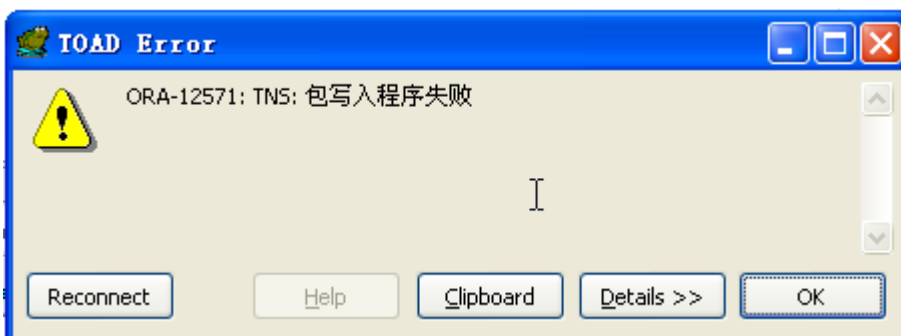 TOAD Error
ORA-12571: TNS: 包写入程序失败
Reconnect Help Clipboard Details >> OK